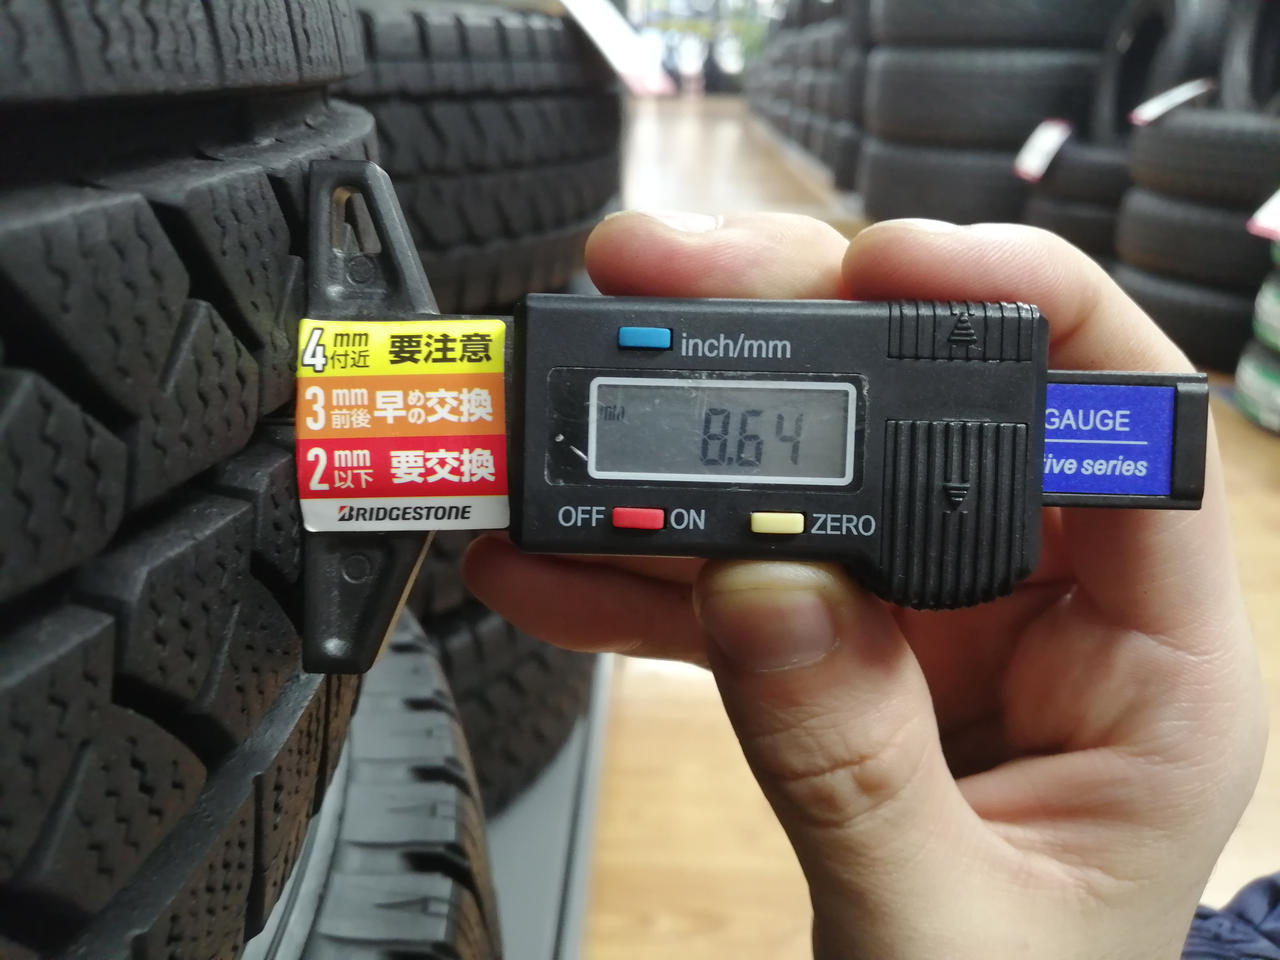 4 mm付近 要注意
3 mm前後 早めの交換
2 mm以下 要交換
BRIDGESTONE
inch/mm
mm
8.64
OFF ON ZERO
GAUGE
ive series